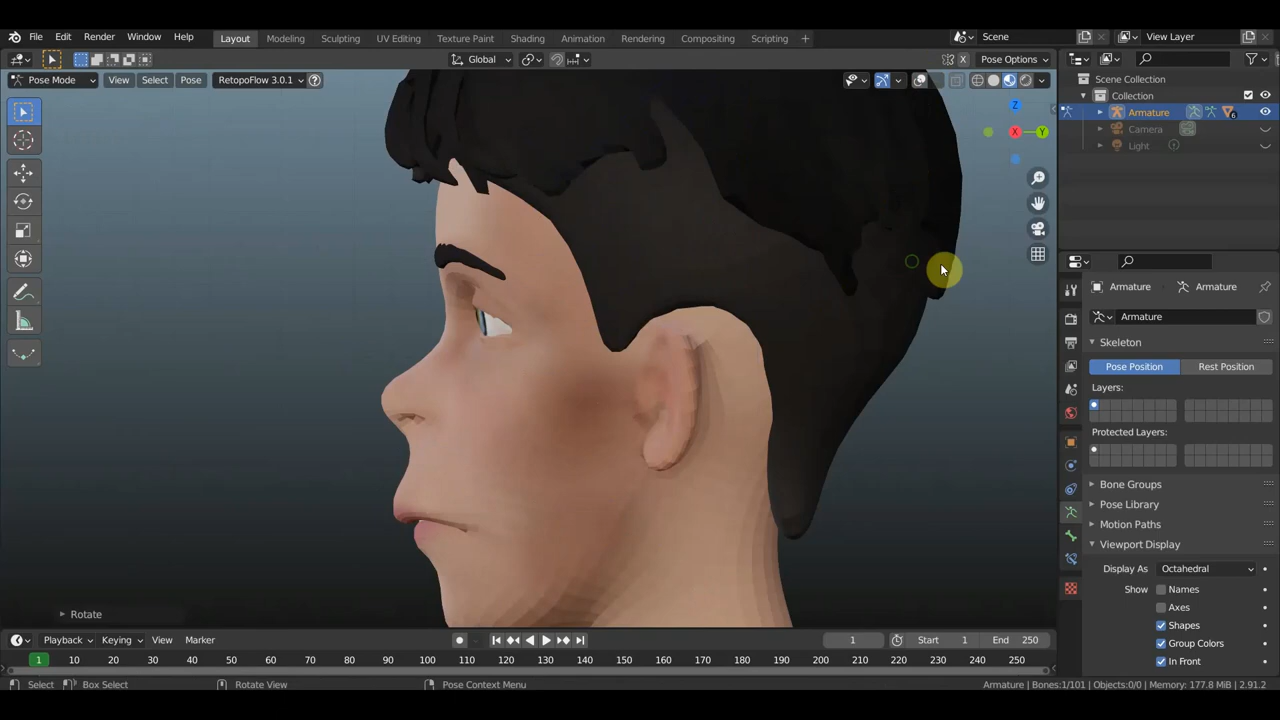 File Edit Render Window Help Layout Modeling Sculpting UV Editing Texture Paint Shading Animation Rendering Compositing Scripting + Scene View Layer
Global X Pose Options
Pose Mode View Select Pose RetopoFlow 3.0.1 ?
Scene Collection
Collection
Armature 6
Camera
Light
Z
X Y
Armature Armature
Armature
Skeleton
Pose Position Rest Position
Layers:
Protected Layers:
Bone Groups
Pose Library
Motion Paths
Viewport Display
Display As Octahedral
Show Names
Axes
Shapes
Group Colors
In Front
Rotate
Playback Keying View Marker 1 Start 1 End 250
1 10 20 30 40 50 60 70 80 90 100 110 120 130 140 150 160 170 180 190 200 210 220 230 240 250
Select Box Select Rotate View Pose Context Menu Armature | Bones:1/101 | Objects:0/0 | Memory: 177.8 MiB | 2.91.2